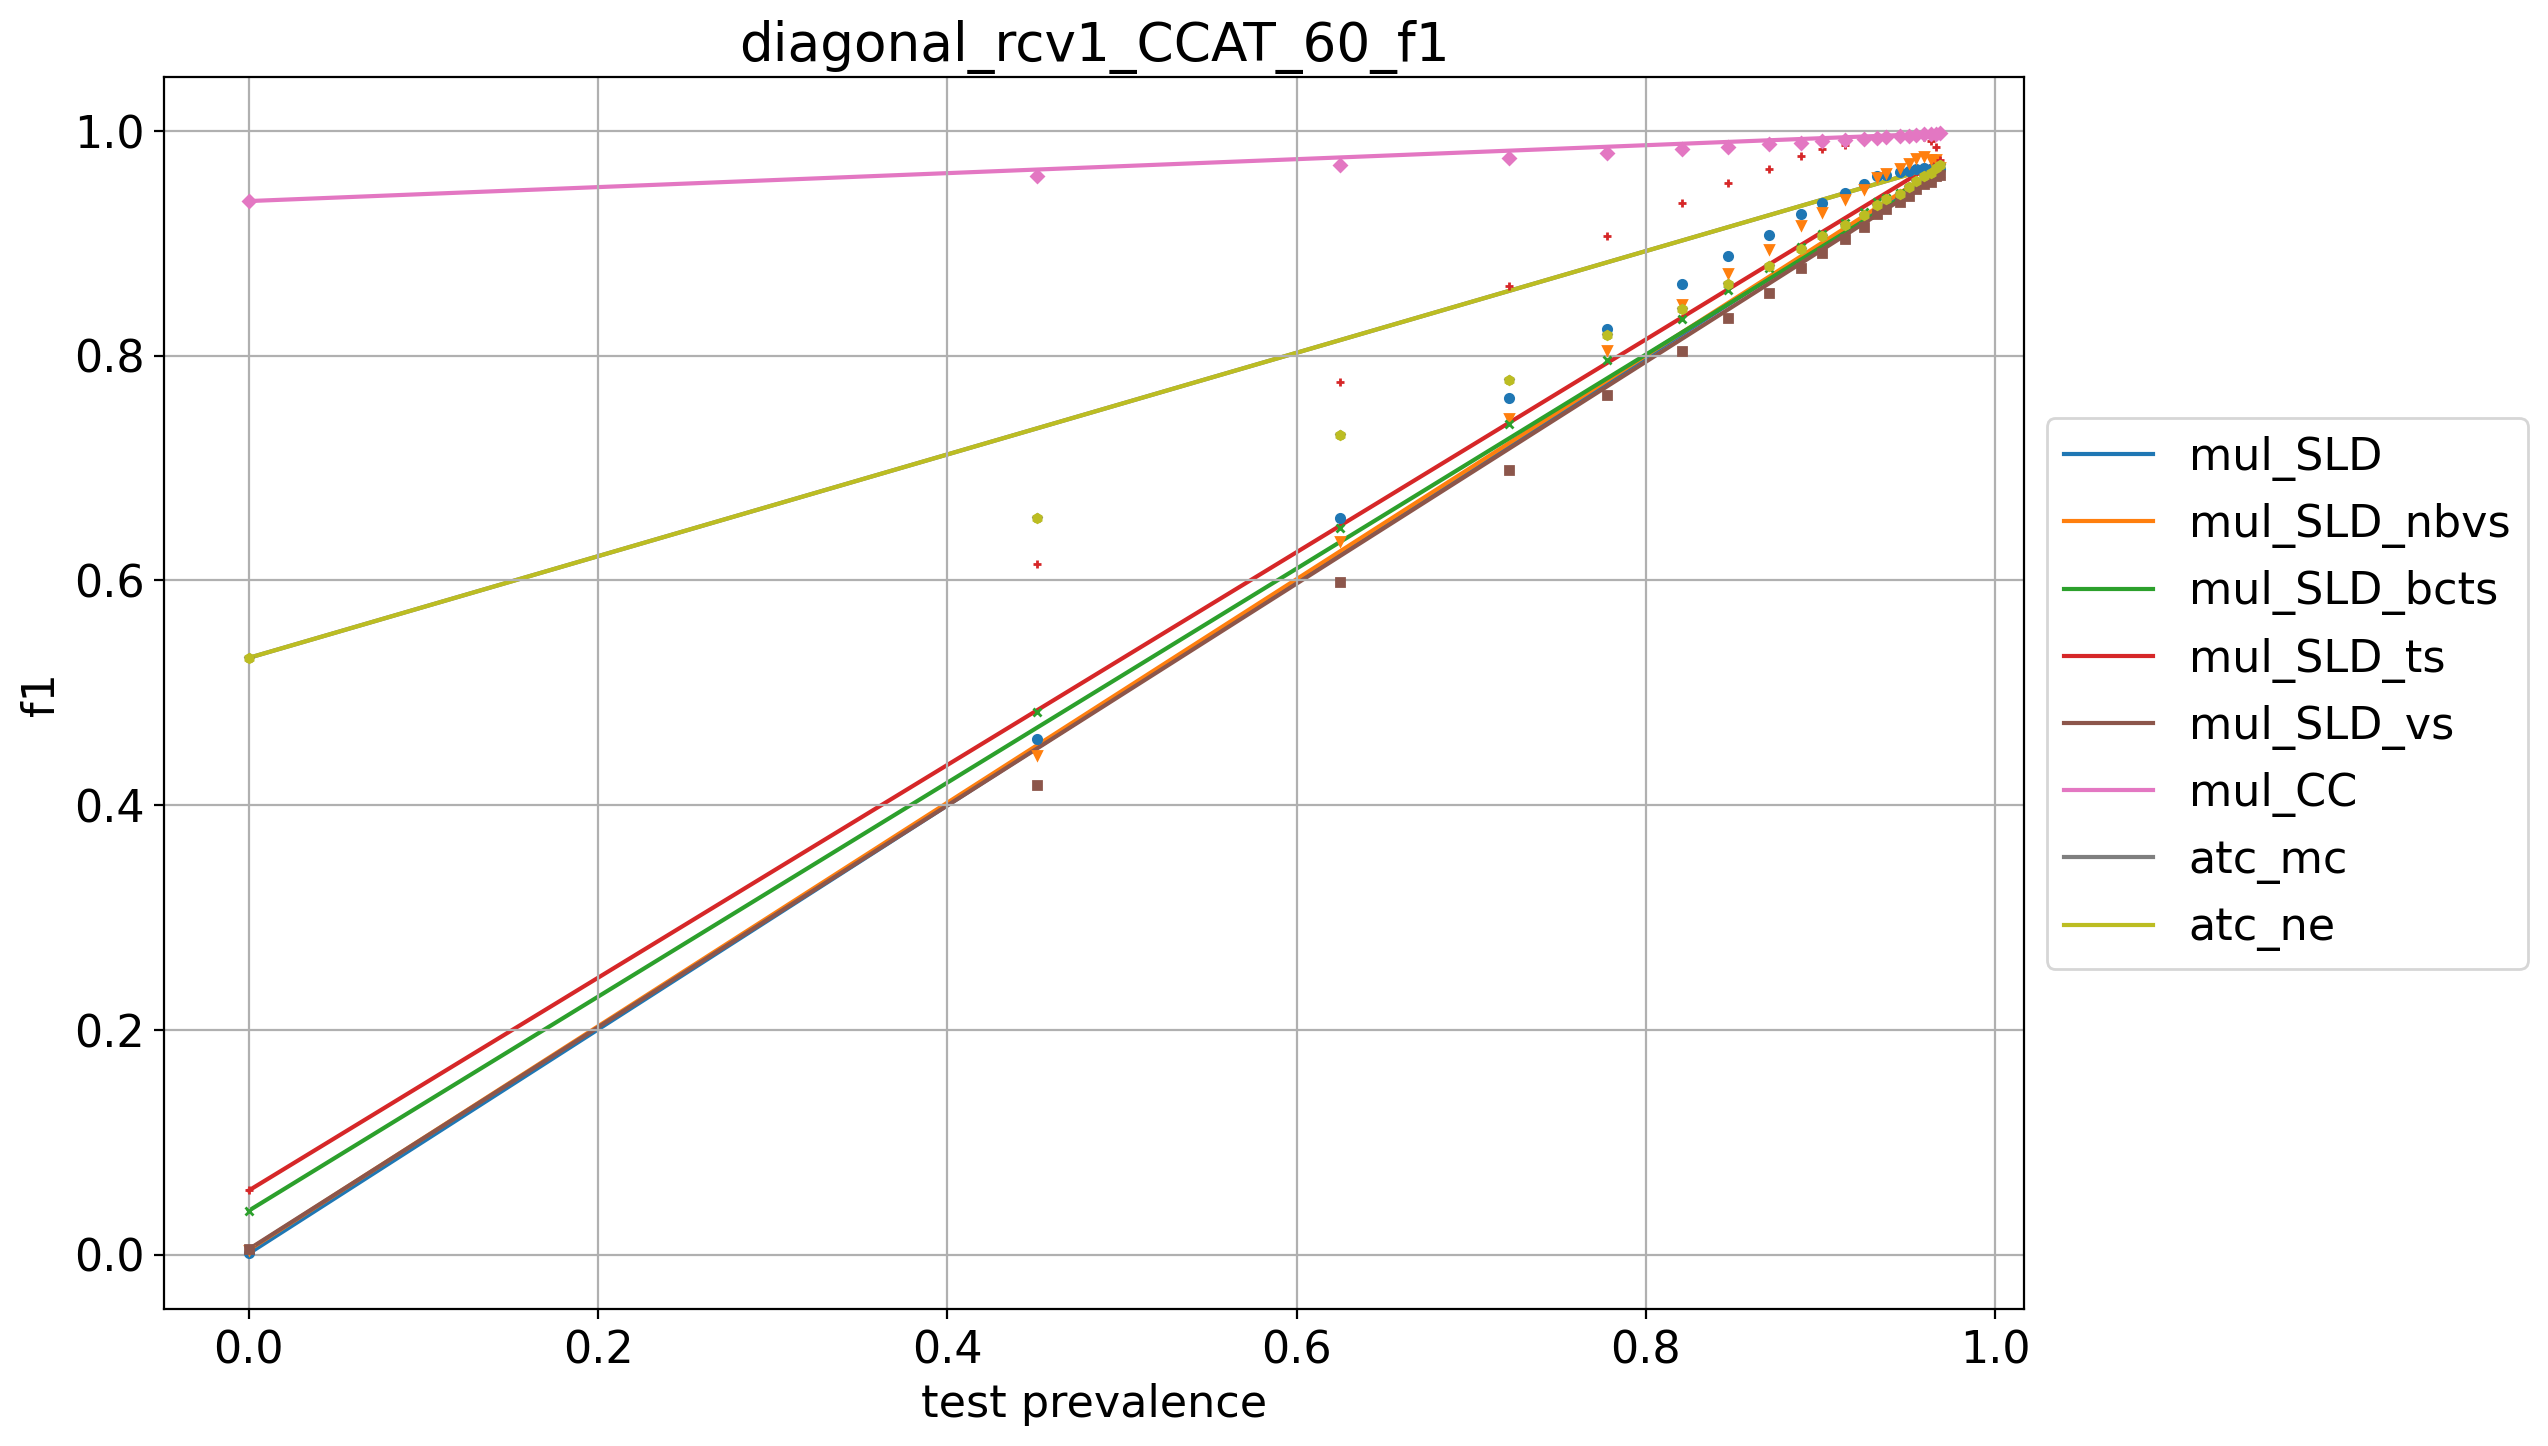 diagonal_rcv1_CCAT_60_f1
1.0
0.8
0.6
0.4
0.2
0.0
f1
0.0 0.2 0.4 0.6 0.8 1.0
test prevalence
mul_SLD
mul_SLD_nbvs
mul_SLD_bcts
mul_SLD_ts
mul_SLD_vs
mul_CC
atc_mc
atc_ne